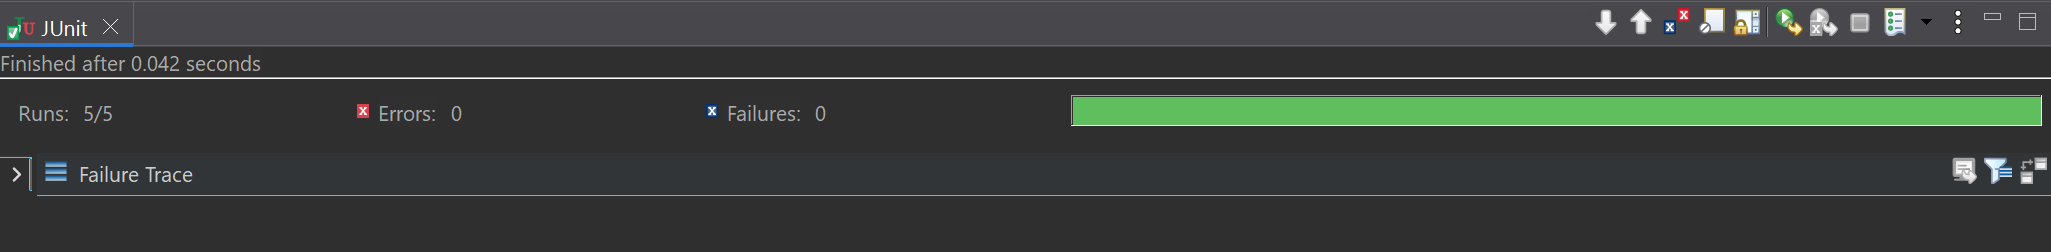 JUnit
Finished after 0.042 seconds
Runs: 5/5 Errors: 0 Failures: 0
Failure Trace